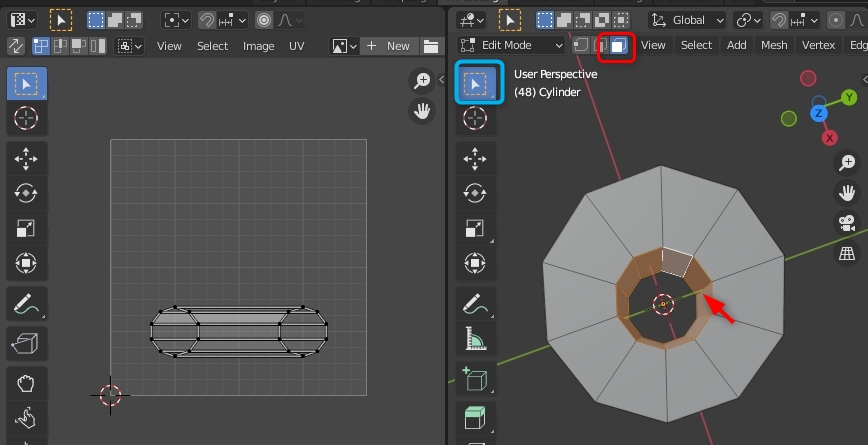 Global
View Select Image UV New
Edit Mode View Select Add Mesh Vertex Edg
User Perspective
(48) Cylinder
Y
Z
X